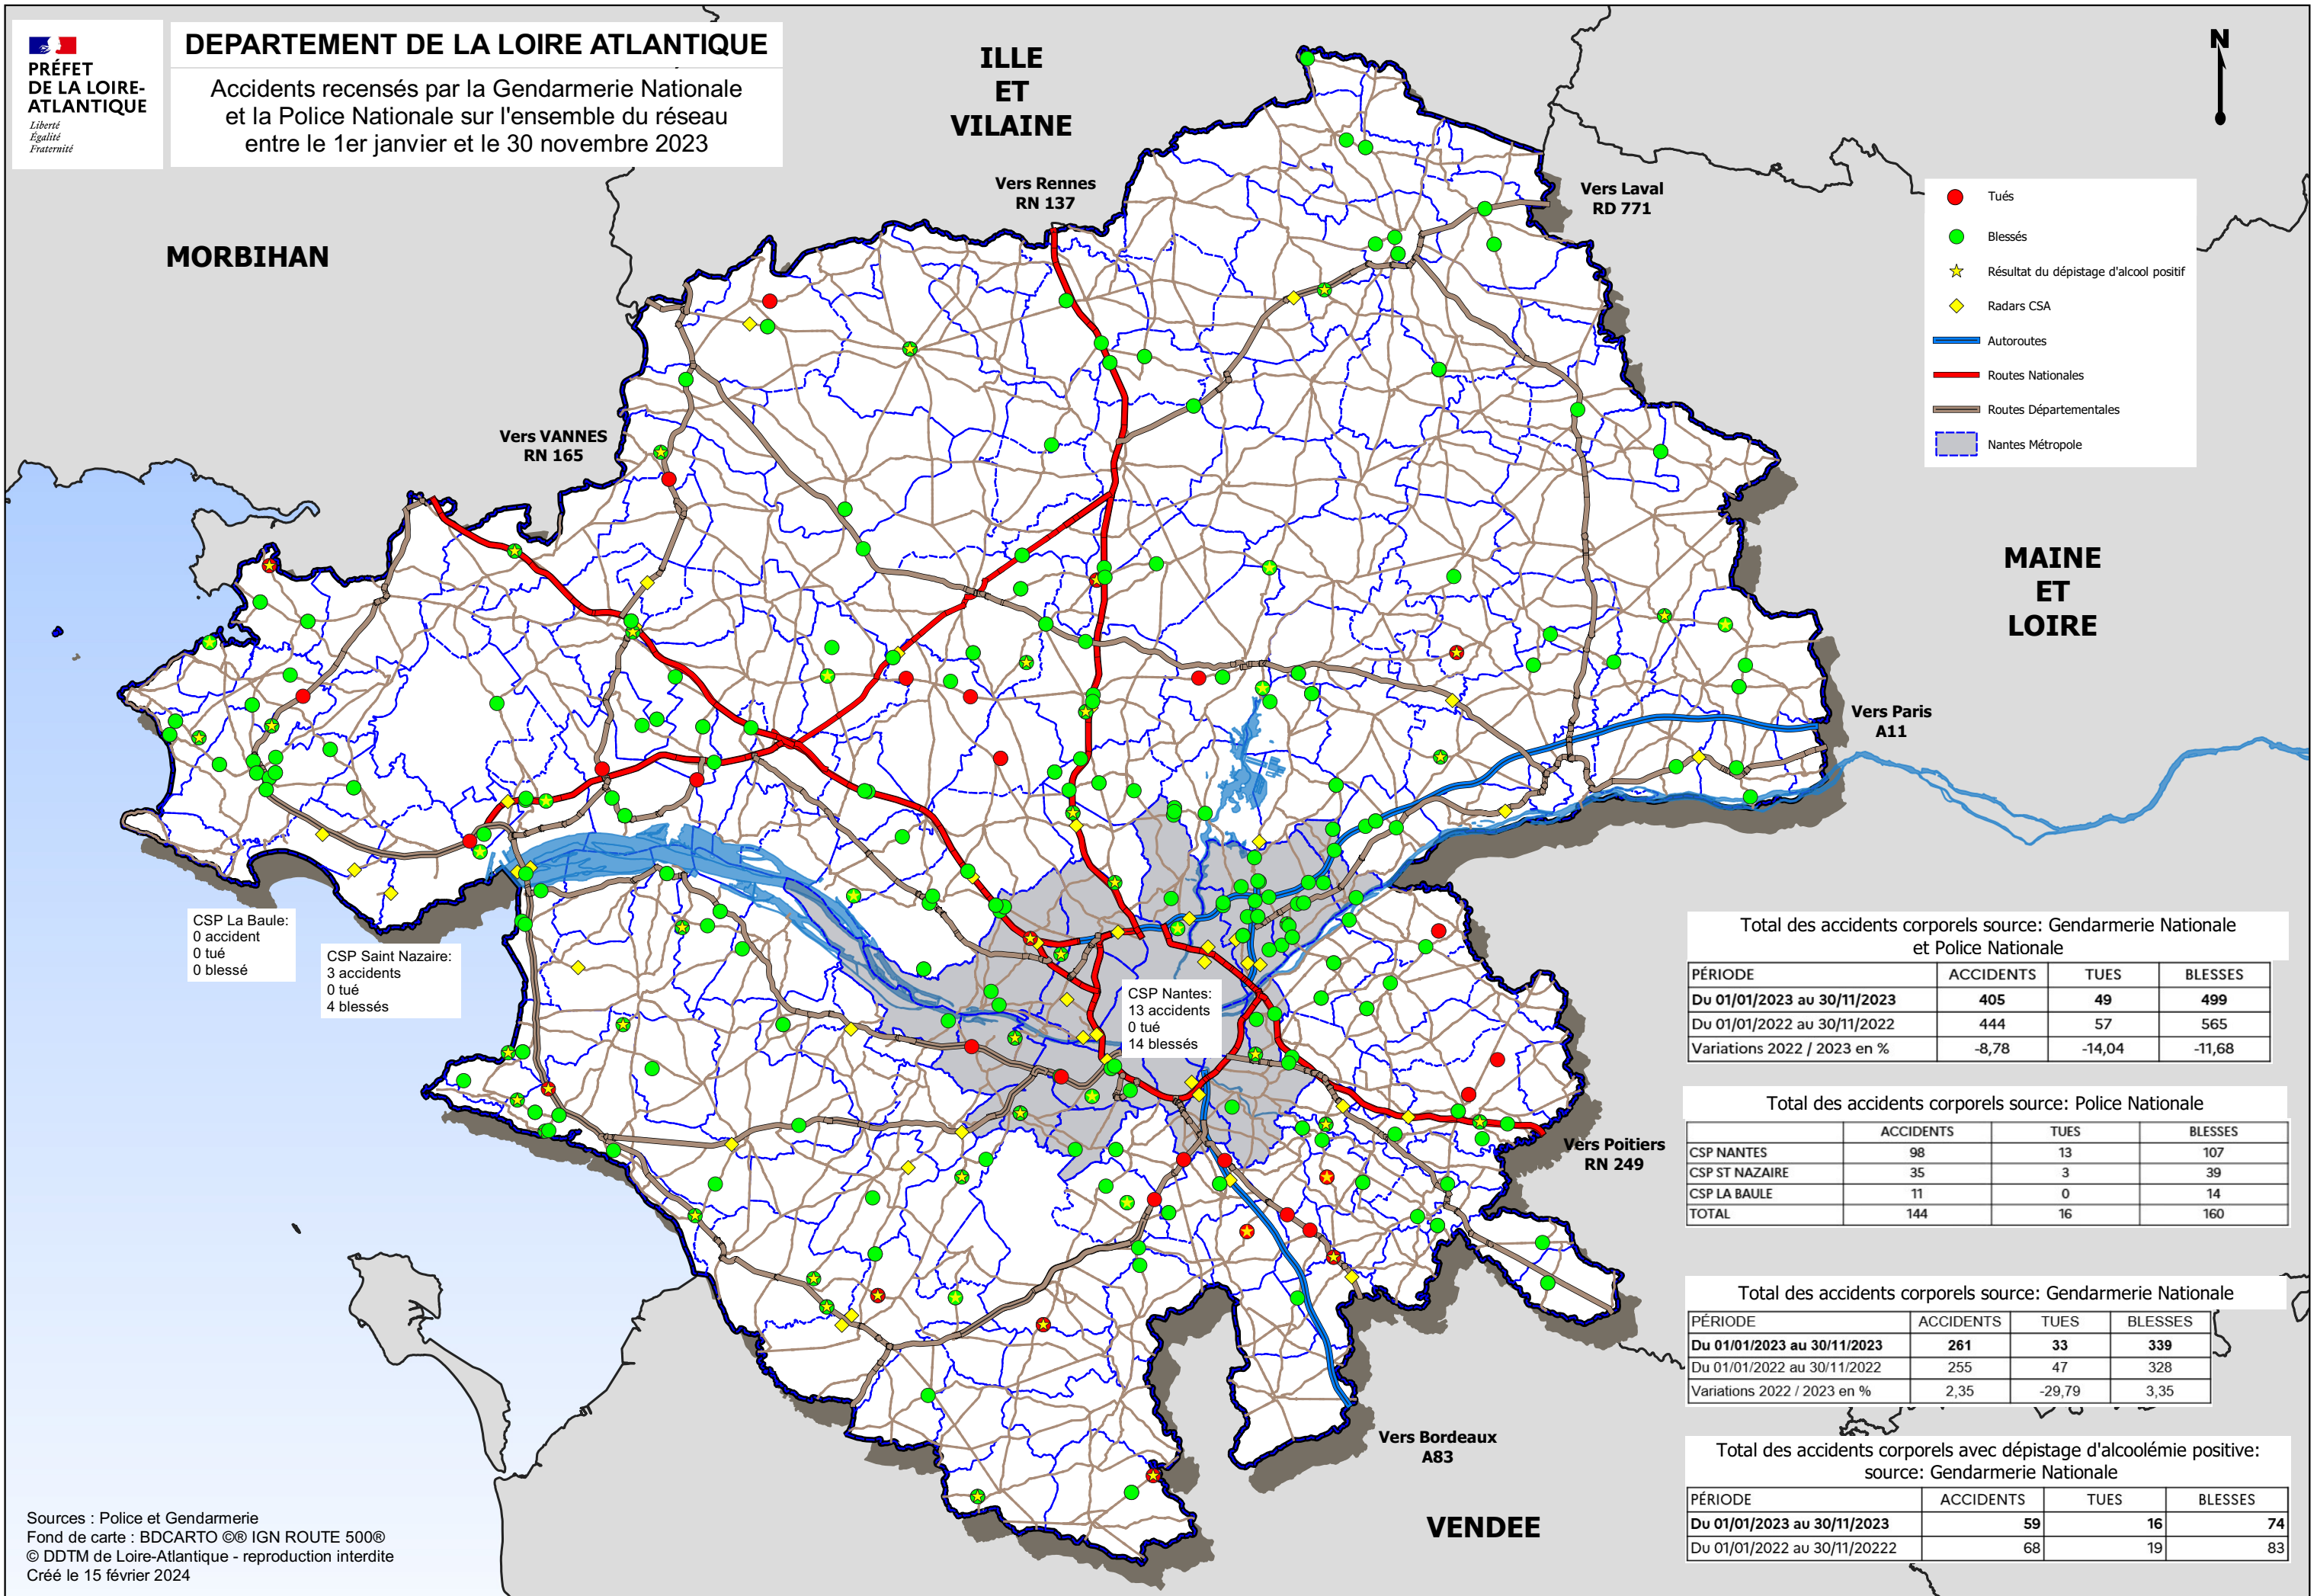 PRÉFET
DE LA LOIRE-
ATLANTIQUE
Liberté
Égalité
Fraternité
DEPARTEMENT DE LA LOIRE ATLANTIQUE
Accidents recensés par la Gendarmerie Nationale
et la Police Nationale sur l'ensemble du réseau
entre le 1er janvier et le 30 novembre 2023
ILLE
ET
VILAINE
N
Vers Rennes
RN 137
Vers Laval
RD 771
MORBIHAN
Tués
Blessés
Résultat du dépistage d'alcool positif
Radars CSA
Autoroutes
Routes Nationales
Routes Départementales
Nantes Métropole
Vers VANNES
RN 165
MAINE
ET
LOIRE
Vers Paris
A11
CSP La Baule:
0 accident
0 tué
0 blessé
CSP Saint Nazaire:
3 accidents
0 tué
4 blessés
CSP Nantes:
13 accidents
0 tué
14 blessés
Total des accidents corporels source: Gendarmerie Nationale
et Police Nationale
PÉRIODE ACCIDENTS TUES BLESSES
Du 01/01/2023 au 30/11/2023 405 49 499
Du 01/01/2022 au 30/11/2022 444 57 565
Variations 2022 / 2023 en % -8,78 -14,04 -11,68
Total des accidents corporels source: Police Nationale
ACCIDENTS TUES BLESSES
CSP NANTES 98 13 107
CSP ST NAZAIRE 35 3 39
CSP LA BAULE 11 0 14
TOTAL 144 16 160
Vers Poitiers
RN 249
Total des accidents corporels source: Gendarmerie Nationale
PÉRIODE ACCIDENTS TUES BLESSES
Du 01/01/2023 au 30/11/2023 261 33 339
Du 01/01/2022 au 30/11/2022 255 47 328
Variations 2022 / 2023 en % 2,35 -29,79 3,35
Vers Bordeaux
A83
Total des accidents corporels avec dépistage d'alcoolémie positive:
source: Gendarmerie Nationale
PÉRIODE ACCIDENTS TUES BLESSES
Du 01/01/2023 au 30/11/2023 59 16 74
Du 01/01/2022 au 30/11/20222 68 19 83
VENDEE
Sources : Police et Gendarmerie
Fond de carte : BDCARTO ©® IGN ROUTE 500®
© DDTM de Loire-Atlantique - reproduction interdite
Créé le 15 février 2024